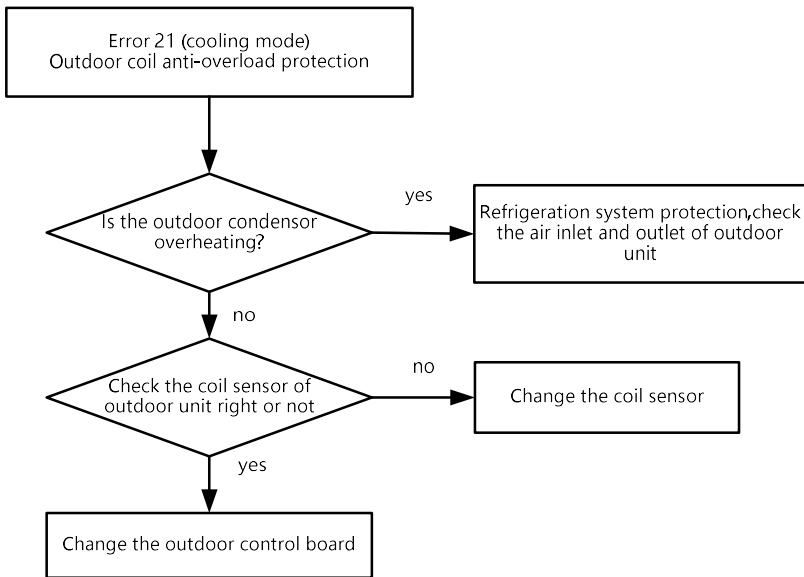 Error 21 (cooling mode)
Outdoor coil anti-overload protection
Is the outdoor condensor
overheating?
yes
Refrigeration system protection,check
the air inlet and outlet of outdoor
unit
no
Check the coil sensor of
outdoor unit right or not
no
Change the coil sensor
yes
Change the outdoor control board